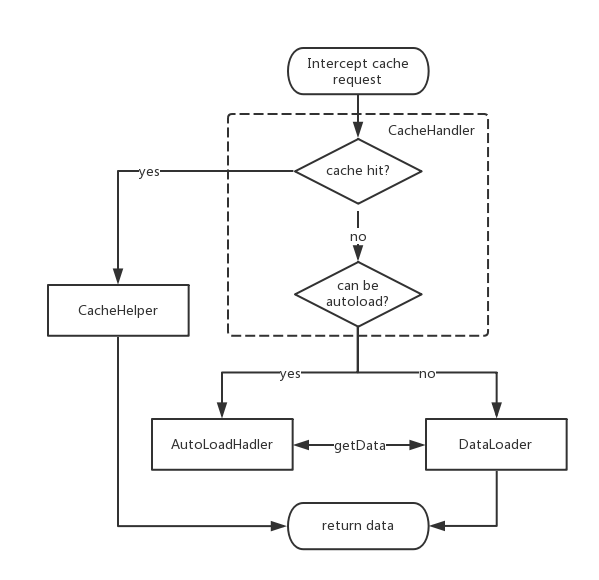 Intercept cache
request
CacheHandler
cache hit?
yes
no
can be
autoload?
CacheHelper
yes
no
AutoLoadHadler
getData
DataLoader
return data